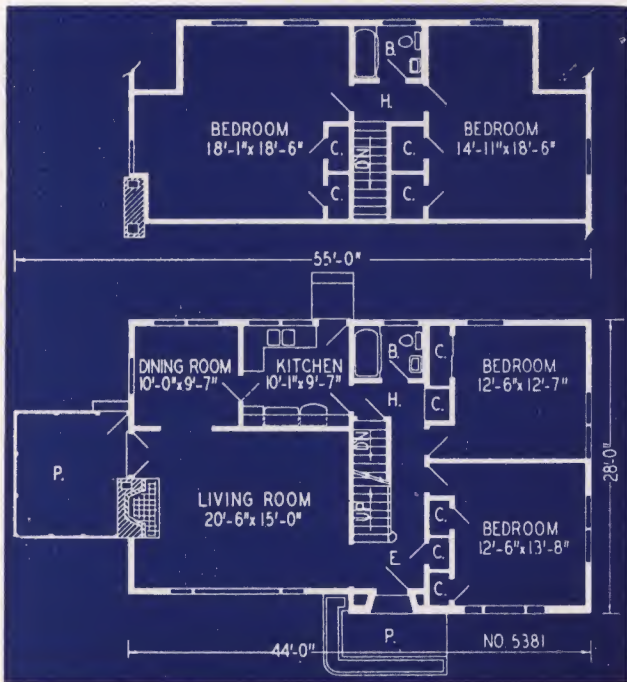 B.
H.
BEDROOM
18'-1" x 18'-6"
BEDROOM
14'-11" x 18'-6"
C.
C.
DN
C.
C.
55'-0"
DINING ROOM
10'-0" x 9'-7"
KITCHEN
10'-1" x 9'-7"
B.
C.
BEDROOM
12'-6" x 12'-7"
H.
C.
P.
LIVING ROOM
20'-6" x 15'-0"
UP
DN
28'-0"
C.
BEDROOM
12'-6" x 13'-8"
E.
C.
C.
P.
44'-0"
NO. 5381